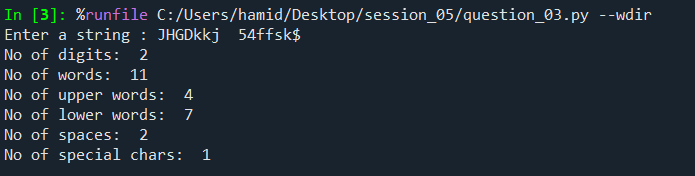 In [3]: %runfile C:/Users/hamid/Desktop/session_05/question_03.py --wdir
Enter a string : JHGDkkj  54ffsk$
No of digits:  2
No of words:  11
No of upper words:  4
No of lower words:  7
No of spaces:  2
No of special chars:  1